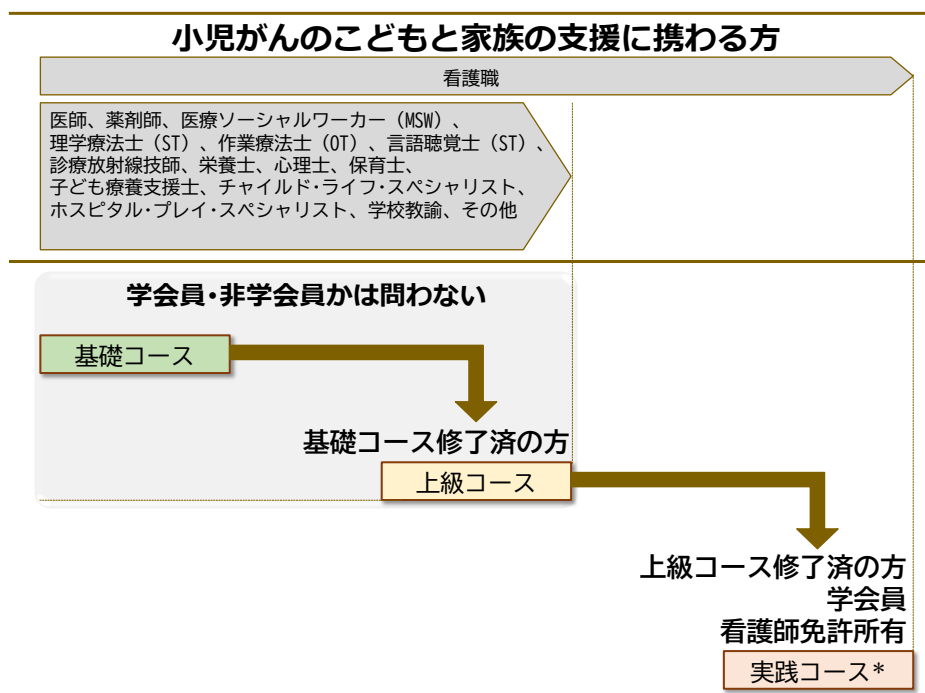 小児がんのこどもと家族の支援に携わる方
看護職
医師、薬剤師、医療ソーシャルワーカー（MSW）、
理学療法士（ST）、作業療法士（OT）、言語聴覚士（ST）、
診療放射線技師、栄養士、心理士、保育士、
子ども療養支援士、チャイルド･ライフ･スペシャリスト、
ホスピタル･プレイ･スペシャリスト、学校教諭、その他
学会員･非学会員かは問わない
基礎コース
基礎コース修了済の方
上級コース
上級コース修了済の方
学会員
看護師免許所有
実践コース*